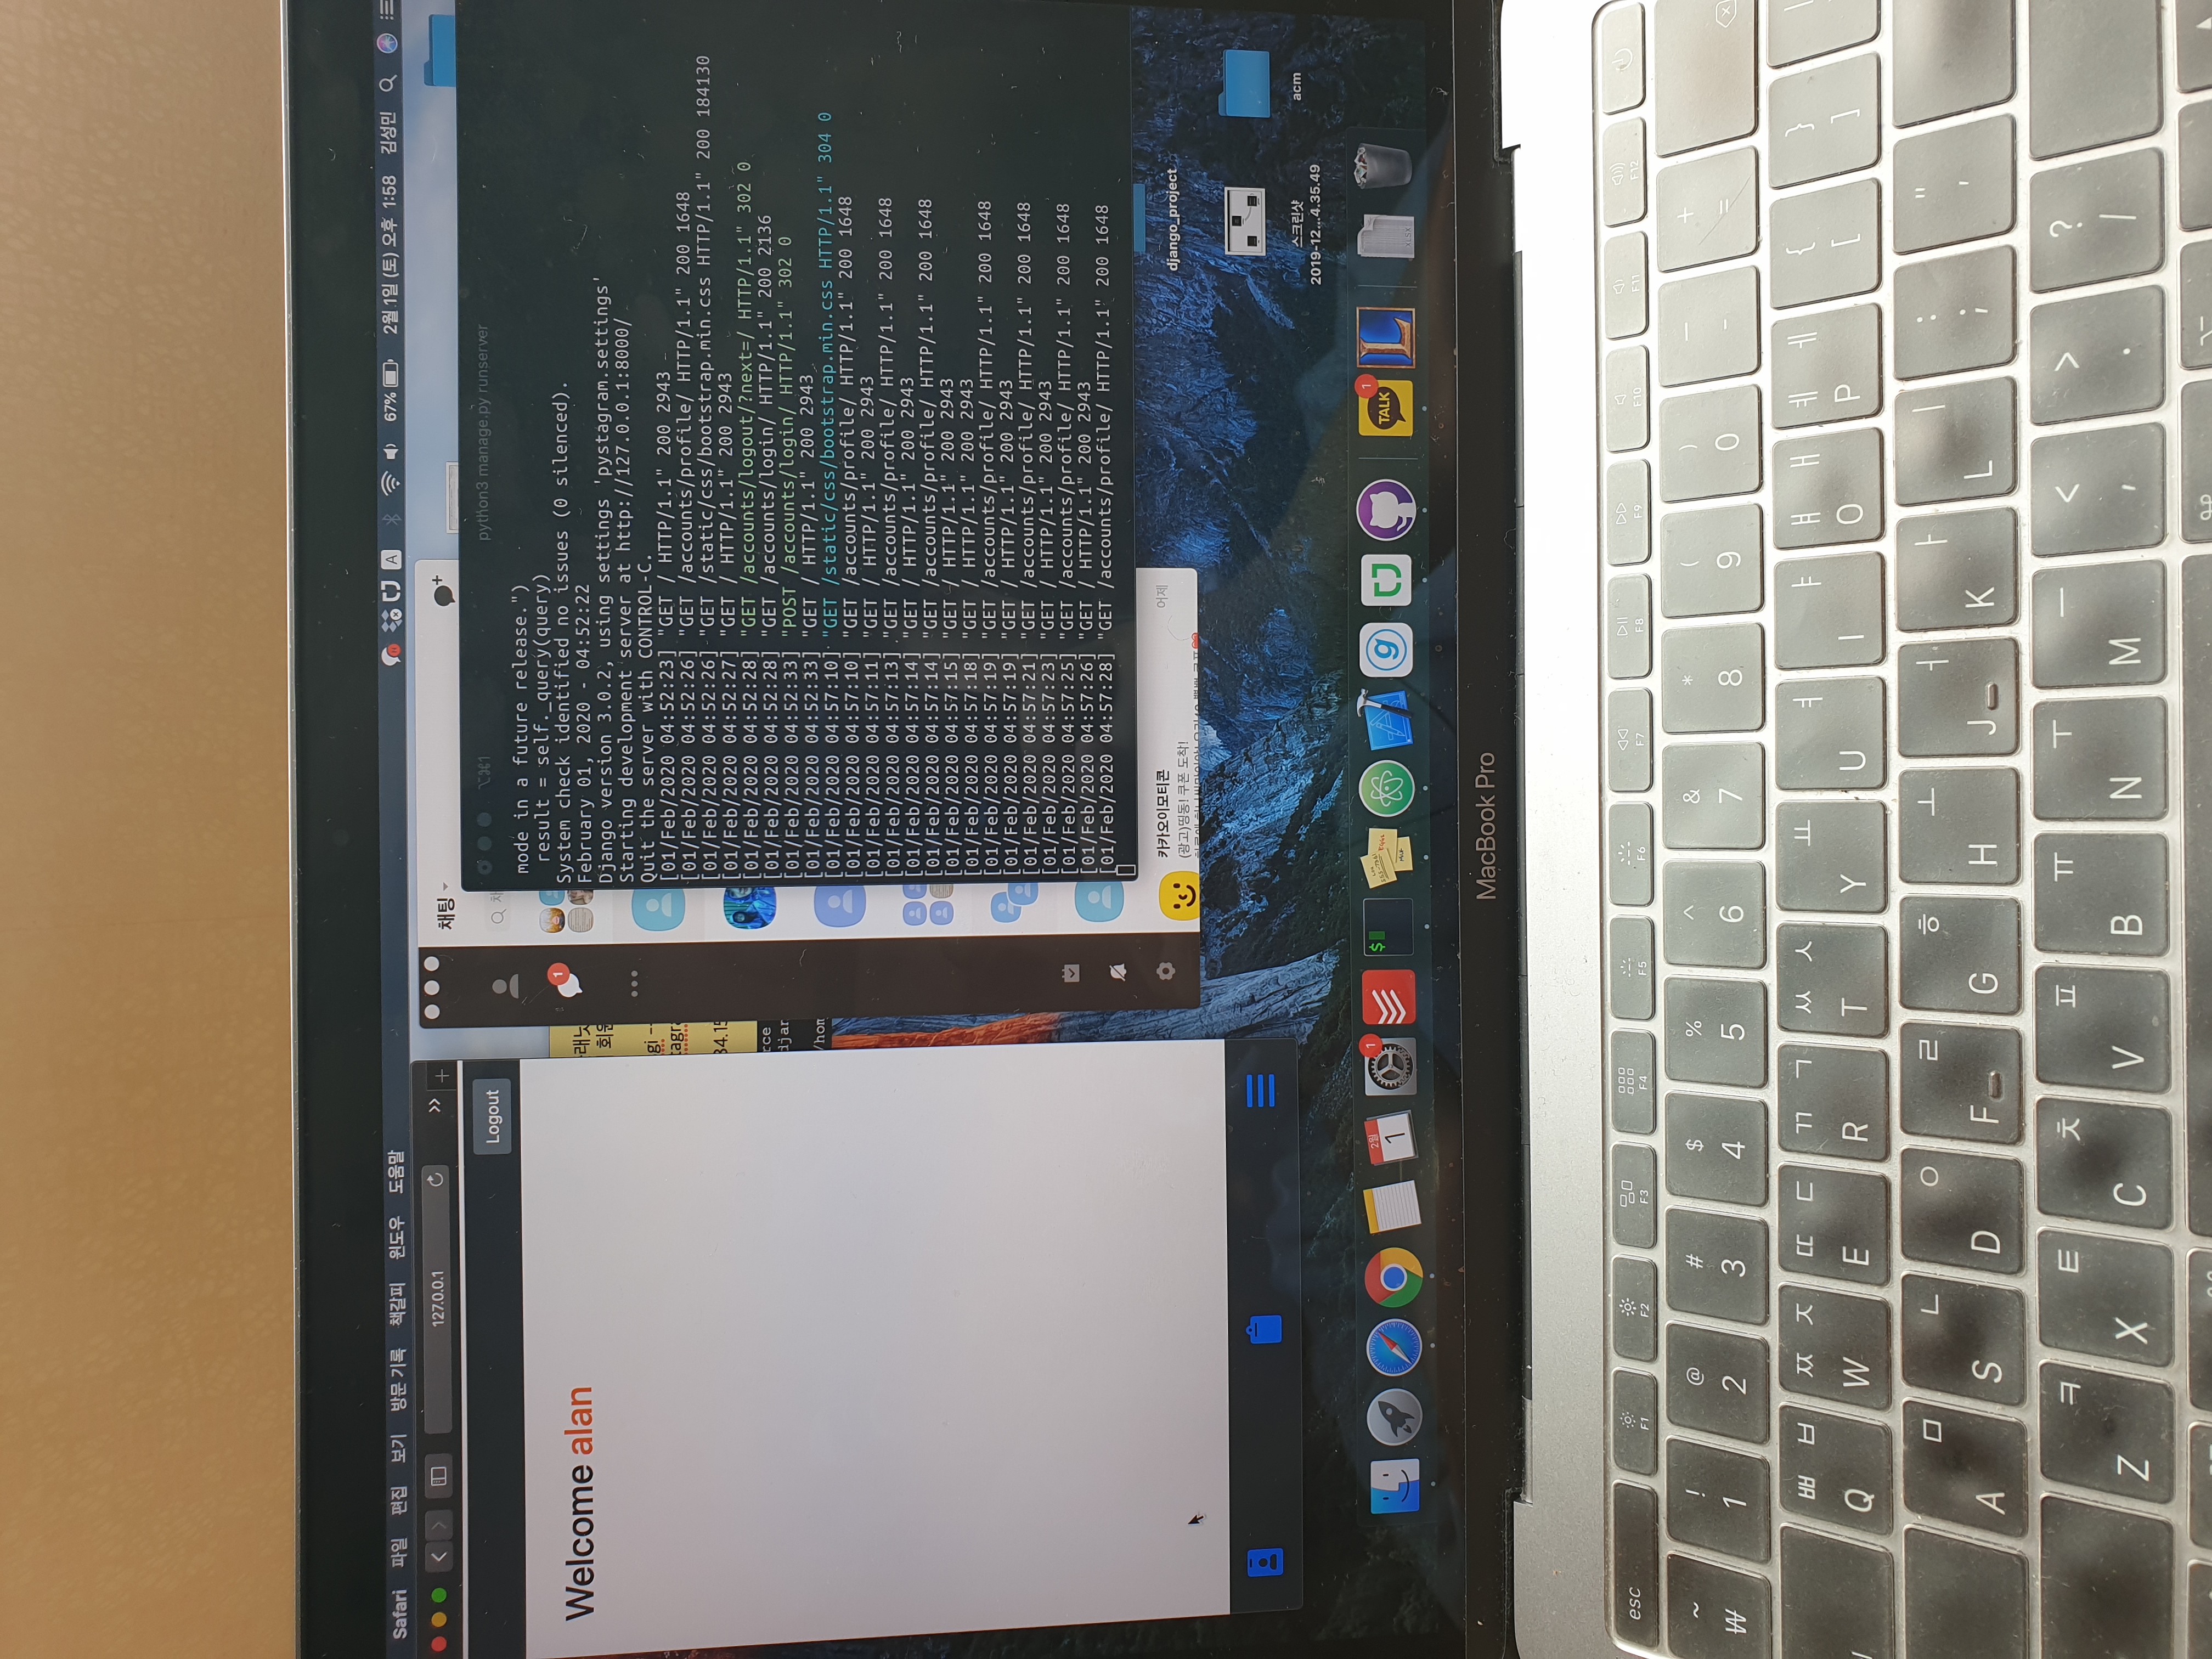 Safari 파일 편집 보기 방문 기록 책갈피 윈도우 도움말
A 67% 2월 1일 (토) 오후 1:58 김성민
127.0.0.1
Logout
Welcome alan
채팅
1
카카오이모티콘 어제
(광고)띵동! 쿠폰 도착!
⌥⌘1 python3 manage.py runserver
mode in a future release.")
result = self._query(query)
System check identified no issues (0 silenced).
February 01, 2020 - 04:52:22
Django version 3.0.2, using settings 'pystagram.settings'
Starting development server at http://127.0.0.1:8000/
Quit the server with CONTROL-C.
[01/Feb/2020 04:52:23] "GET / HTTP/1.1" 200 2943
[01/Feb/2020 04:52:26] "GET /accounts/profile/ HTTP/1.1" 200 1648
[01/Feb/2020 04:52:26] "GET /static/css/bootstrap.min.css HTTP/1.1" 200 184130
[01/Feb/2020 04:52:27] "GET / HTTP/1.1" 200 2943
[01/Feb/2020 04:52:28] "GET /accounts/logout/?next=/ HTTP/1.1" 302 0
[01/Feb/2020 04:52:28] "GET /accounts/login/ HTTP/1.1" 200 2136
[01/Feb/2020 04:52:33] "POST /accounts/login/ HTTP/1.1" 302 0
[01/Feb/2020 04:52:33] "GET / HTTP/1.1" 200 2943
[01/Feb/2020 04:57:10] "GET /static/css/bootstrap.min.css HTTP/1.1" 304 0
[01/Feb/2020 04:57:10] "GET /accounts/profile/ HTTP/1.1" 200 1648
[01/Feb/2020 04:57:11] "GET / HTTP/1.1" 200 2943
[01/Feb/2020 04:57:13] "GET /accounts/profile/ HTTP/1.1" 200 1648
[01/Feb/2020 04:57:14] "GET / HTTP/1.1" 200 2943
[01/Feb/2020 04:57:14] "GET /accounts/profile/ HTTP/1.1" 200 1648
[01/Feb/2020 04:57:15] "GET / HTTP/1.1" 200 2943
[01/Feb/2020 04:57:18] "GET / HTTP/1.1" 200 2943
[01/Feb/2020 04:57:19] "GET /accounts/profile/ HTTP/1.1" 200 1648
[01/Feb/2020 04:57:19] "GET / HTTP/1.1" 200 2943
[01/Feb/2020 04:57:21] "GET /accounts/profile/ HTTP/1.1" 200 1648
[01/Feb/2020 04:57:23] "GET / HTTP/1.1" 200 2943
[01/Feb/2020 04:57:25] "GET /accounts/profile/ HTTP/1.1" 200 1648
[01/Feb/2020 04:57:26] "GET / HTTP/1.1" 200 2943
[01/Feb/2020 04:57:28] "GET /accounts/profile/ HTTP/1.1" 200 1648
django_project
스크린샷
2019-12...4.35.49
acm
2월
1
1
$
TALK
1
L
XLSX
MacBook Pro
esc F1 F2 F3 F4 F5 F6 F7 F8 F9 F10 F11 F12
~ ! @ # $ % ^ & * ( ) _ +
₩ 1 2 3 4 5 6 7 8 9 0 - =
ㅃ ㅂ ㅉ ㅈ ㄸ ㄷ ㄲ ㄱ ㅆ ㅅ ㅛ ㅕ ㅑ ㅒ ㅐ ㅖ ㅔ { }
Q W E R T Y U I O P [ ]
ㅁ ㄴ ㅇ ㄹ ㅎ ㅗ ㅓ ㅏ ㅣ : "
A S D F G H J K L ; '
ㅋ ㅌ ㅊ ㅍ ㅠ ㅜ ㅡ < > ?
Z X C V B N M , . /